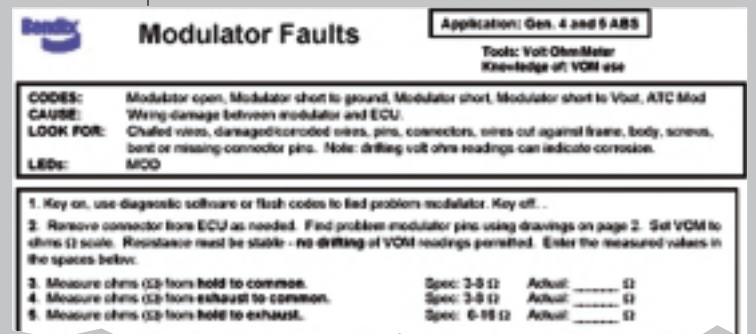 Bendix
Modulator Faults
Application: Gen. 4 and 5 ABS
Tools: Volt Ohm Meter
Knowledge of: VOM use
CODES: Modulator open, Modulator short to ground, Modulator short, Modulator short to Vbat, ATC Mod
CAUSE: Wiring damage between modulator and ECU.
LOOK FOR: Chafed wires, damaged/corroded wires, pins, connectors, wires cut against frame, body, screws,
bent or missing connector pins. Note: drifting volt ohm readings can indicate corrosion.
LEDs: MOD
1. Key on, use diagnostic software or flash codes to find problem modulator. Key off. .
2. Remove connector from ECU as needed. Find problem modulator pins using drawings on page 2. Set VOM to
ohms Ω scale. Resistance must be stable - no drifting of VOM readings permitted. Enter the measured values in
the spaces below:
3. Measure ohms (Ω) from hold to common. Spec: 3-8 Ω Actual: ______ Ω
4. Measure ohms (Ω) from exhaust to common. Spec: 3-8 Ω Actual: ______ Ω
5. Measure ohms (Ω) from hold to exhaust. Spec: 6-16 Ω Actual: ______ Ω